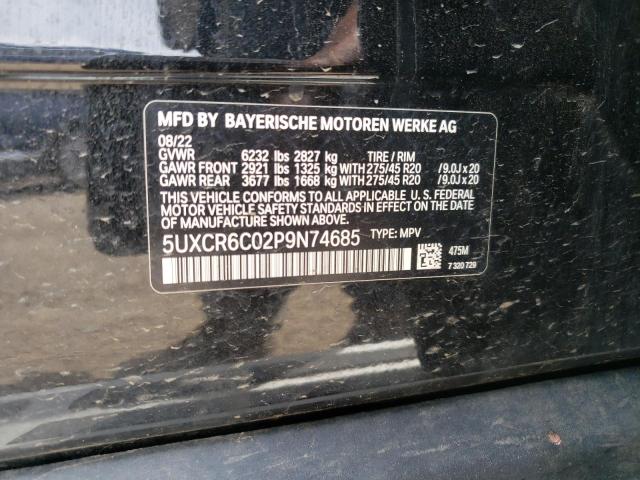 MFD BY BAYERISCHE MOTOREN WERKE AG
08/22
GVWR 6232 lbs 2827 kg TIRE / RIM
GAWR FRONT 2921 lbs 1325 kg WITH 275/45 R20 / 9.0J x 20
GAWR REAR 3677 lbs 1668 kg WITH 275/45 R20 / 9.0J x 20
THIS VEHICLE CONFORMS TO ALL APPLICABLE U. S. FEDERAL
MOTOR VEHICLE SAFETY STANDARDS IN EFFECT ON THE DATE
OF MANUFACTURE SHOWN ABOVE.
5UXCR6C02P9N74685 TYPE: MPV
475M
7 320 729